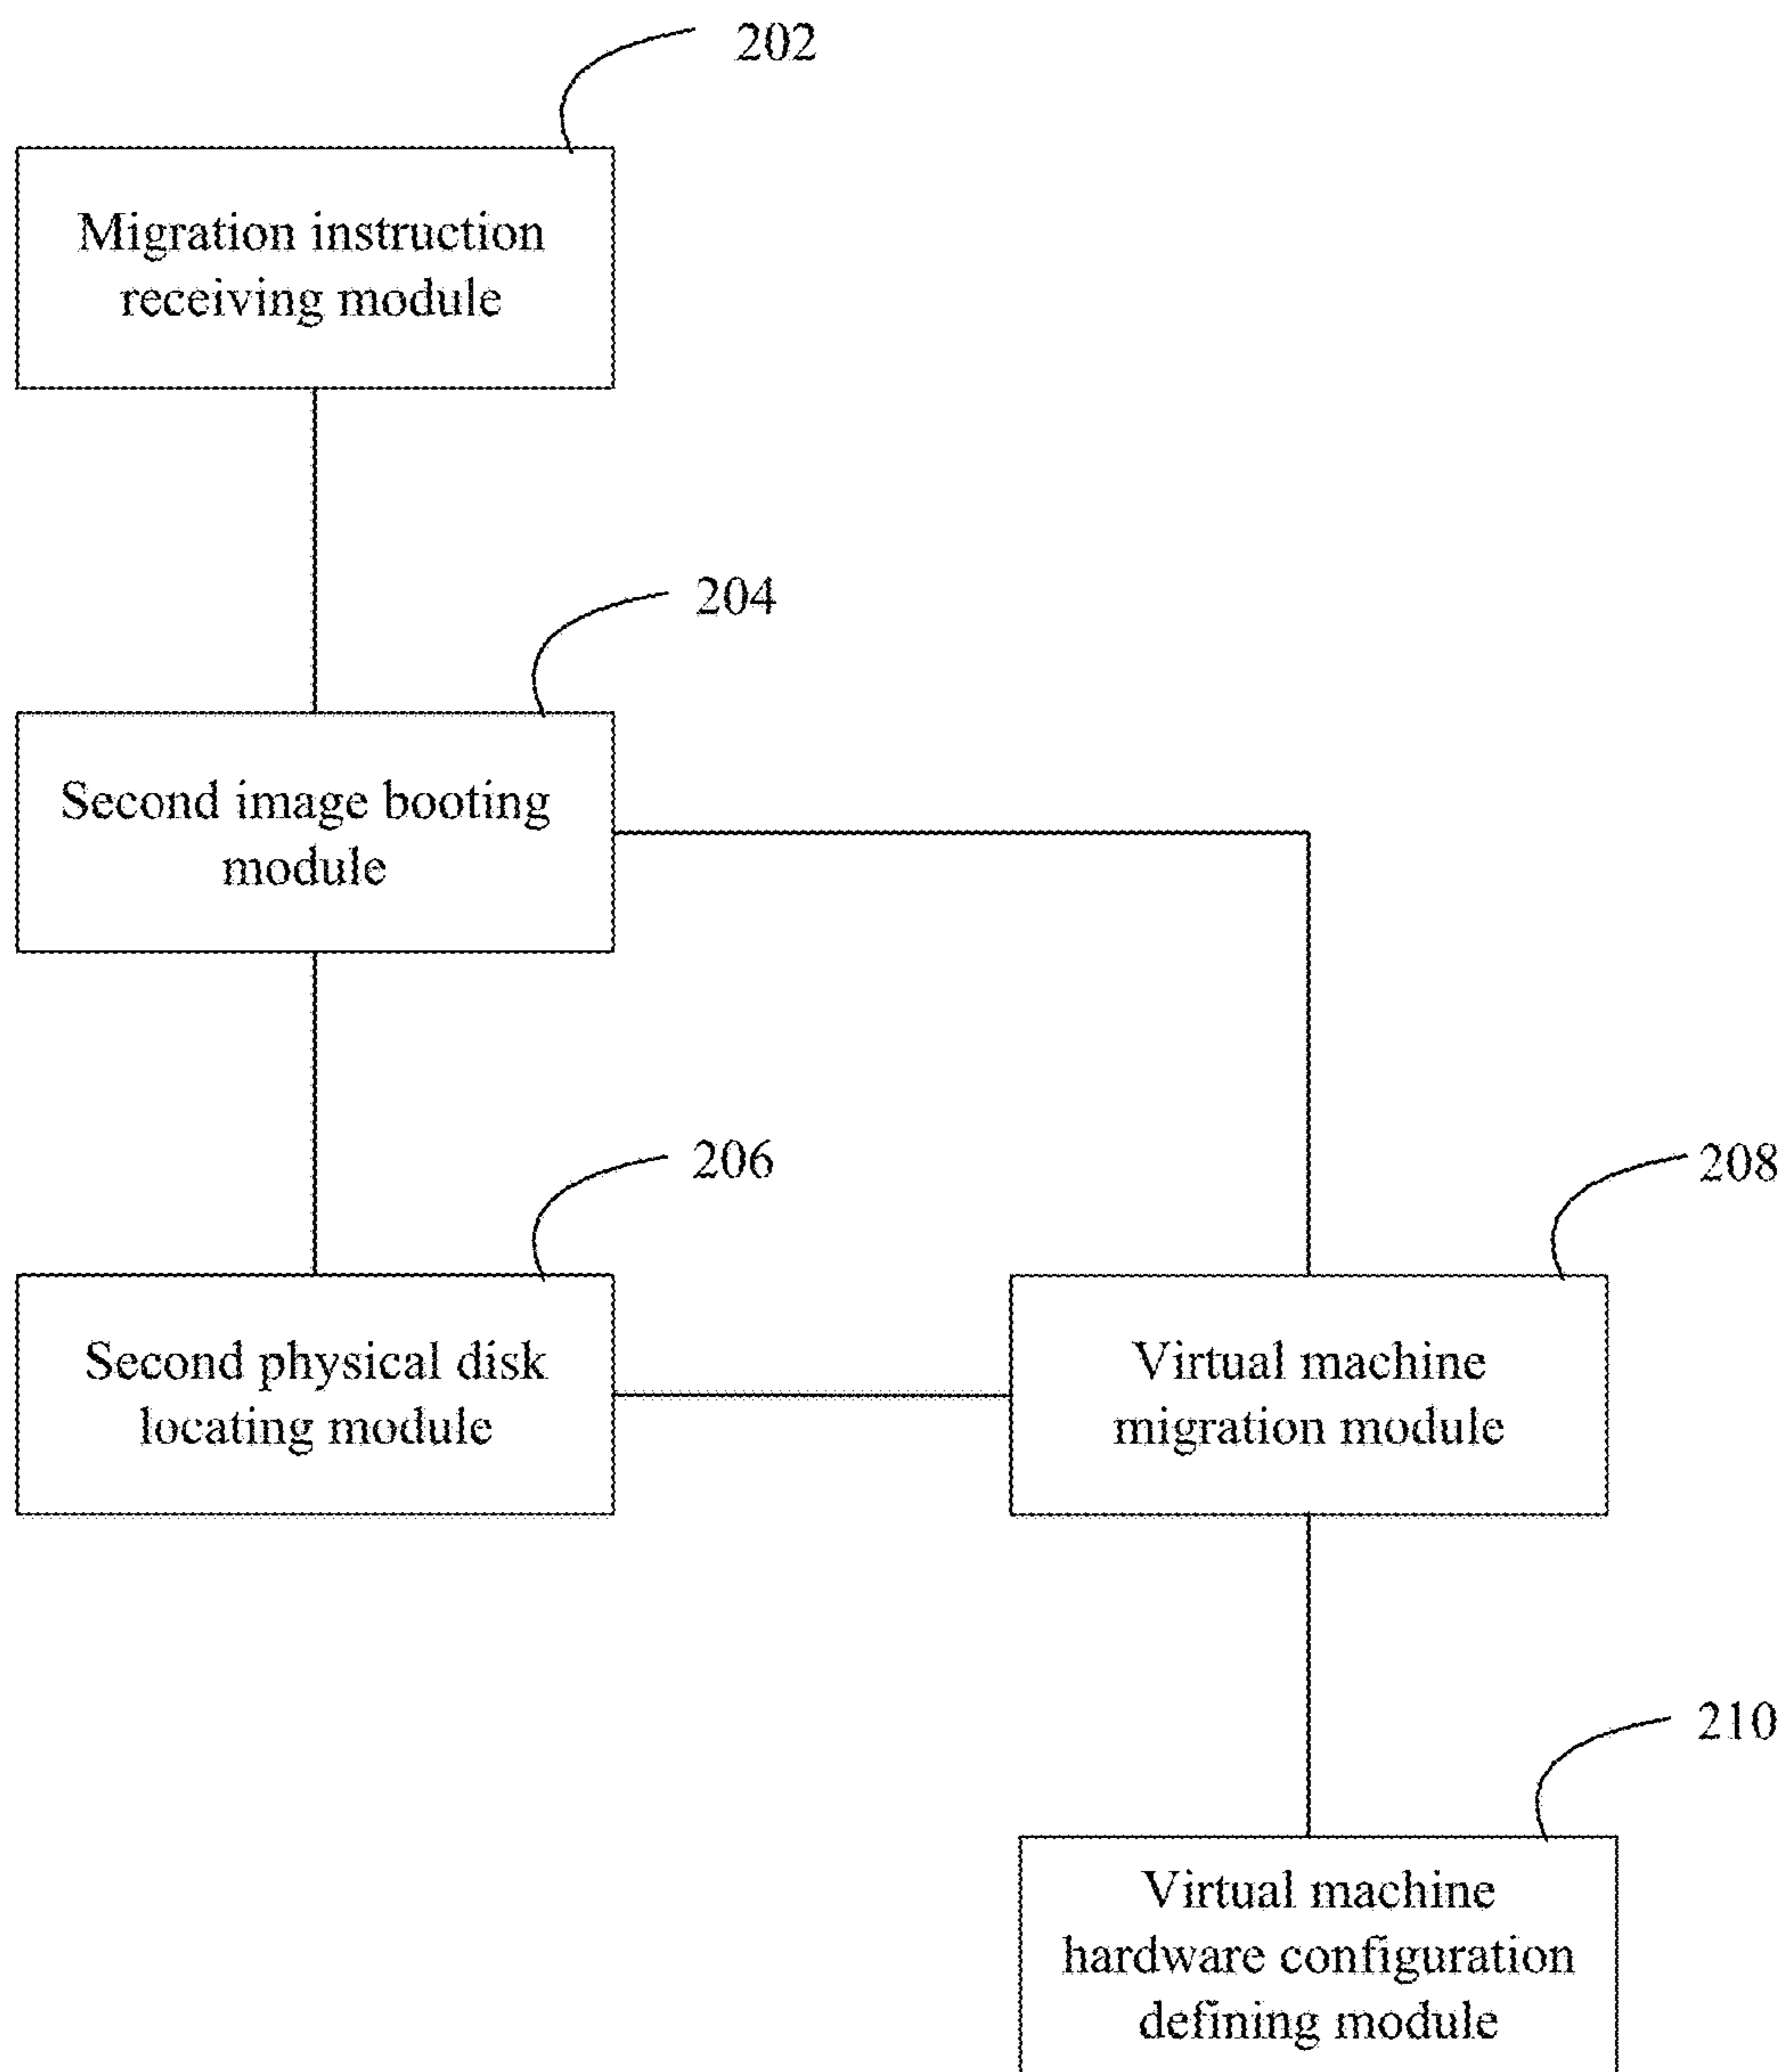 202
Migration instruction
receiving module
204
Second image booting
module
206
Second physical disk
locating module
208
Virtual machine
migration module
210
Virtual machine
hardware configuration
defining module